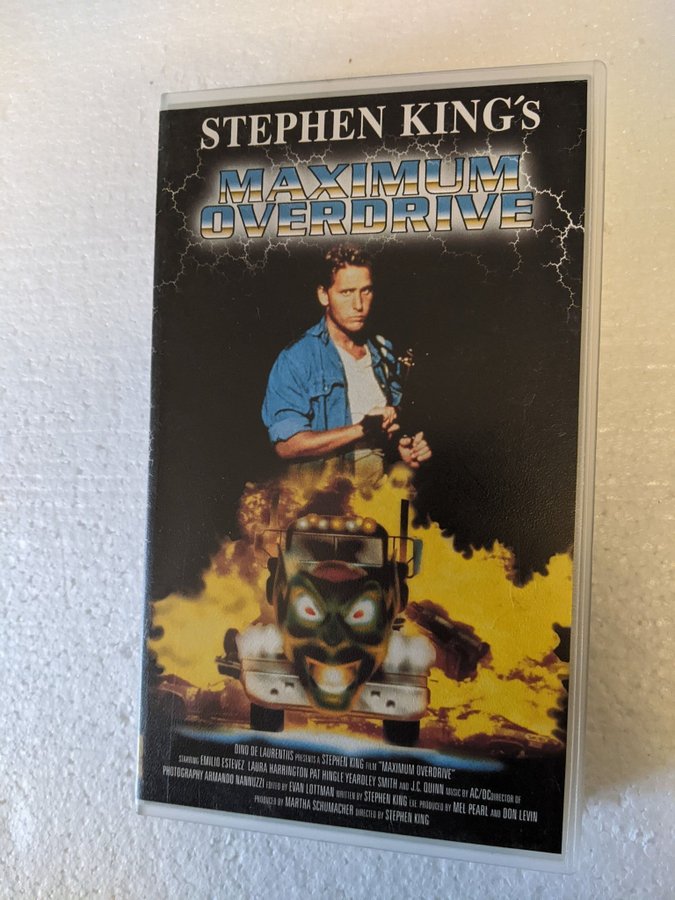 STEPHEN KING'S
MAXIMUM
OVERDRIVE
DINO DE LAURENTIIS PRESENTS A STEPHEN KING FILM "MAXIMUM OVERDRIVE"
STARRING EMILIO ESTEVEZ LAURA HARRINGTON PAT HINGLE YEARDLEY SMITH AND J.C. QUINN MUSIC BY AC/DC DIRECTOR OF
PHOTOGRAPHY ARMANDO NANNUZZI EDITED BY EVAN LOTTMAN WRITTEN BY STEPHEN KING EXE PRODUCED BY MEL PEARL AND DON LEVIN
PRODUCED BY MARTHA SCHUMACHER DIRECTED BY STEPHEN KING